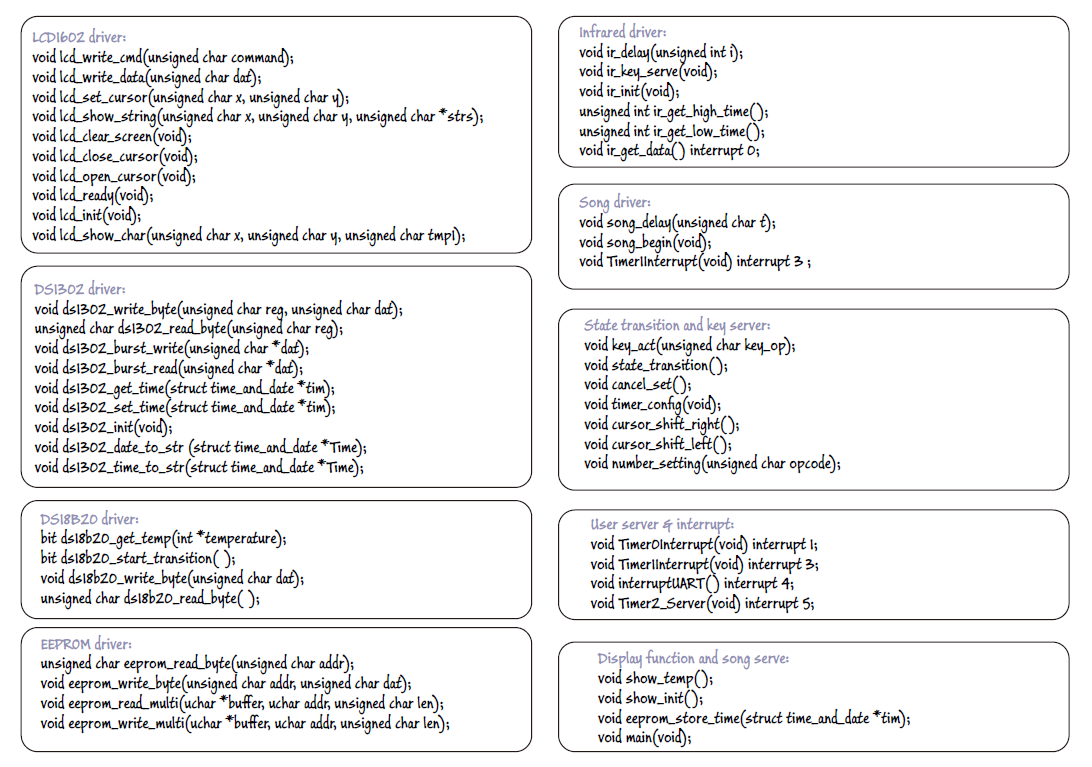 LCD1602 driver:
void lcd_write_cmd(unsigned char command);
void lcd_write_data(unsigned char dat);
void lcd_set_cursor(unsigned char x, unsigned char y);
void lcd_show_string(unsigned char x, unsigned char y, unsigned char *strs);
void lcd_clear_screen(void);
void lcd_close_cursor(void);
void lcd_open_cursor(void);
void lcd_ready(void);
void lcd_init(void);
void lcd_show_char(unsigned char x, unsigned char y, unsigned char tmp1);
DS1302 driver:
void ds1302_write_byte(unsigned char reg, unsigned char dat);
unsigned char ds1302_read_byte(unsigned char reg);
void ds1302_burst_write(unsigned char *dat);
void ds1302_burst_read(unsigned char *dat);
void ds1302_get_time(struct time_and_date *tim);
void ds1302_set_time(struct time_and_date *tim);
void ds1302_init(void);
void ds1302_date_to_str (struct time_and_date *Time);
void ds1302_time_to_str(struct time_and_date *Time);
DS18B20 driver:
bit ds18b20_get_temp(int *temperature);
bit ds18b20_start_transition( );
void ds18b20_write_byte(unsigned char dat);
unsigned char ds18b20_read_byte( );
EEPROM driver:
unsigned char eeprom_read_byte(unsigned char addr);
void eeprom_write_byte(unsigned char addr, unsigned char dat);
void eeprom_read_multi(uchar *buffer, uchar addr, unsigned char len);
void eeprom_write_multi(uchar *buffer, uchar addr, unsigned char len);
Infrared driver:
void ir_delay(unsigned int i);
void ir_key_serve(void);
void ir_init(void);
unsigned int ir_get_high_time();
unsigned int ir_get_low_time();
void ir_get_data() interrupt 0;
Song driver:
void song_delay(unsigned char t);
void song_begin(void);
void Timer1Interrupt(void) interrupt 3 ;
State transition and key server:
void key_act(unsigned char key_op);
void state_transition();
void cancel_set();
void timer_config(void);
void cursor_shift_right();
void cursor_shift_left();
void number_setting(unsigned char opcode);
User server & interrupt:
void Timer0Interrupt(void) interrupt 1;
void Timer1Interrupt(void) interrupt 3;
void interruptUART() interrupt 4;
void Timer2_Server(void) interrupt 5;
Display function and song serve:
void show_temp();
void show_init();
void eeprom_store_time(struct time_and_date *tim);
void main(void);